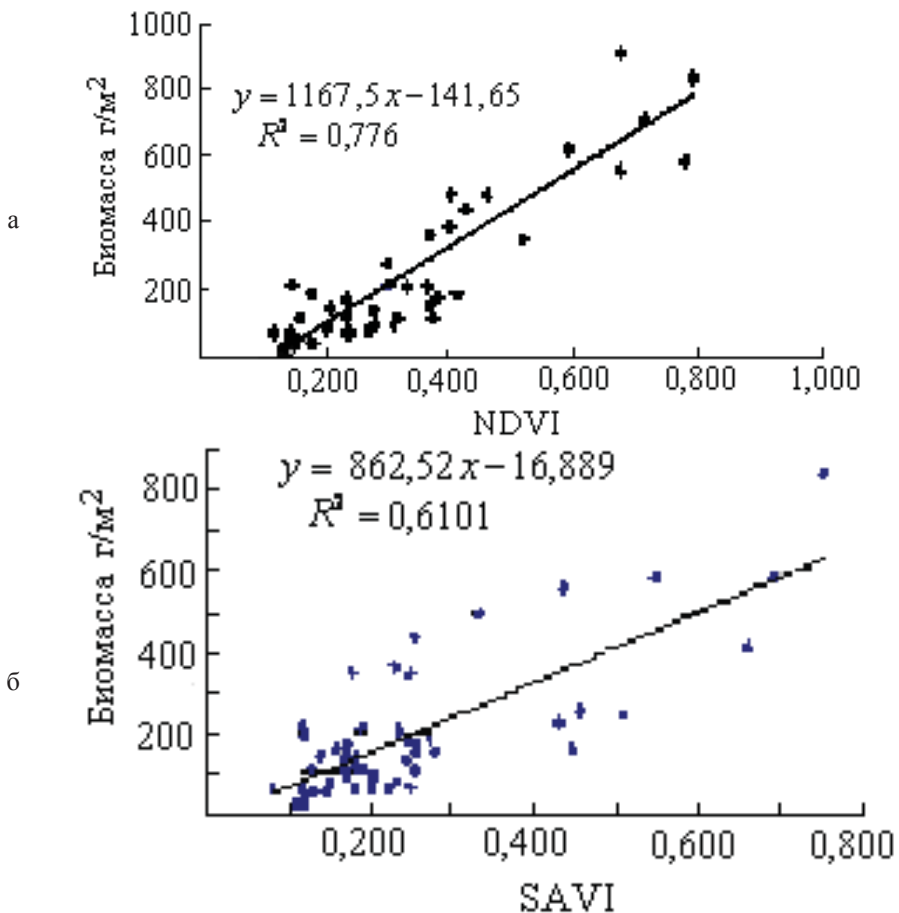 1000
800
600
400
200
Биомасса г/м²
y = 1167,5x−141,65
R² = 0,776
а
0,200 0,400 0,600 0,800 1,000
NDVI
800
600
400
200
Биомасса г/м²
y = 862,52x−16,889
R² = 0,6101
б
0,200 0,400 0,600 0,800
SAVI